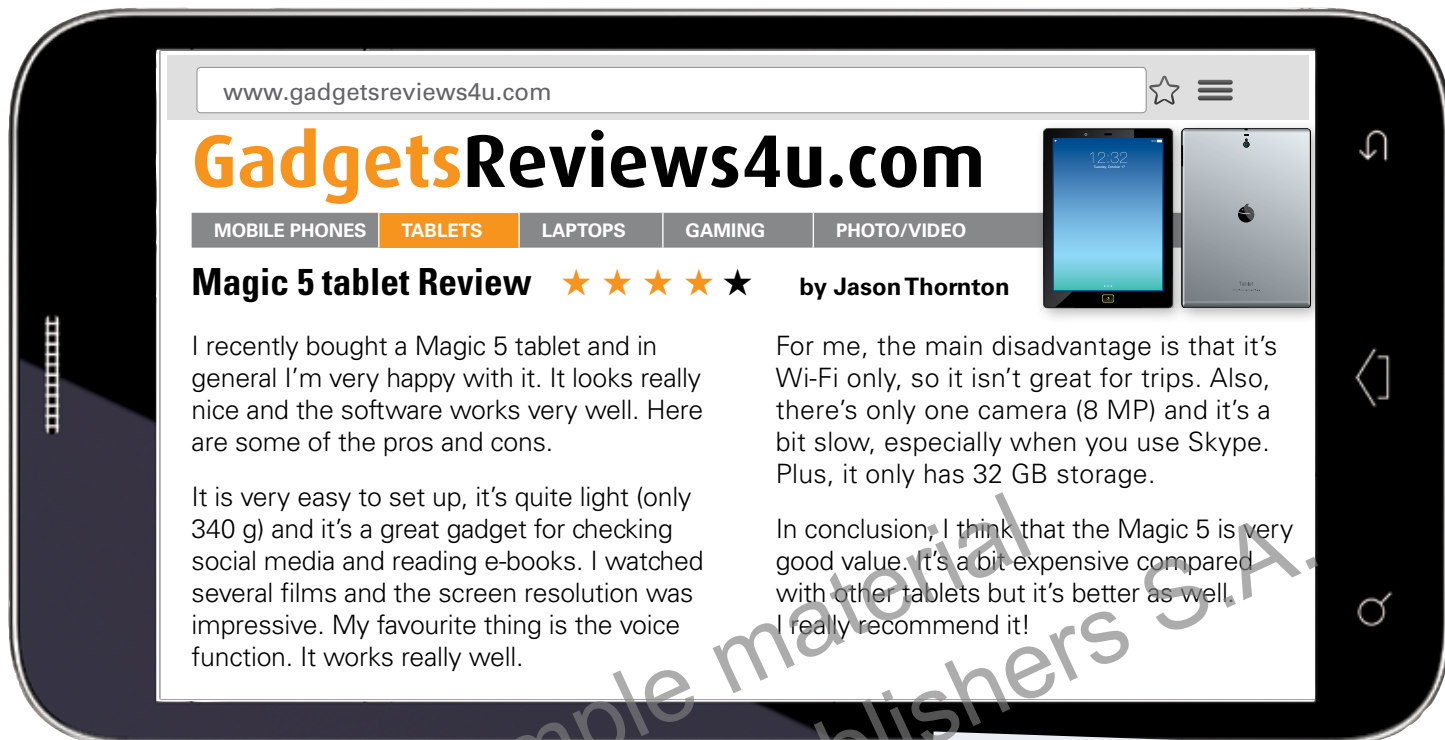 www.gadgetsreviews4u.com
GadgetsReviews4u.com
MOBILE PHONES TABLETS LAPTOPS GAMING PHOTO/VIDEO
12:32
Magic 5 tablet Review
by Jason Thornton
I recently bought a Magic 5 tablet and in
general I’m very happy with it. It looks really
nice and the software works very well. Here
are some of the pros and cons.
It is very easy to set up, it’s quite light (only
340 g) and it’s a great gadget for checking
social media and reading e-books. I watched
several films and the screen resolution was
impressive. My favourite thing is the voice
function. It works really well.
For me, the main disadvantage is that it’s
Wi-Fi only, so it isn’t great for trips. Also,
there’s only one camera (8 MP) and it’s a
bit slow, especially when you use Skype.
Plus, it only has 32 GB storage.
In conclusion, I think that the Magic 5 is very
good value. It’s a bit expensive compared
with other tablets but it’s better as well.
I really recommend it!
material
S.A.